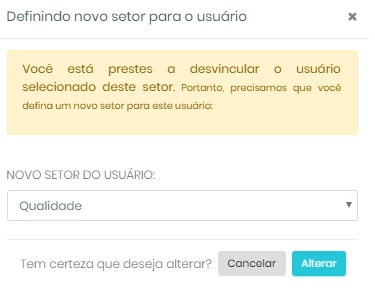 Definindo novo setor para o usuário ×
Você está prestes a desvincular o usuário
selecionado deste setor. Portanto, precisamos que você
defina um novo setor para este usuário:
NOVO SETOR DO USUÁRIO:
Qualidade
Tem certeza que deseja alterar? Cancelar Alterar